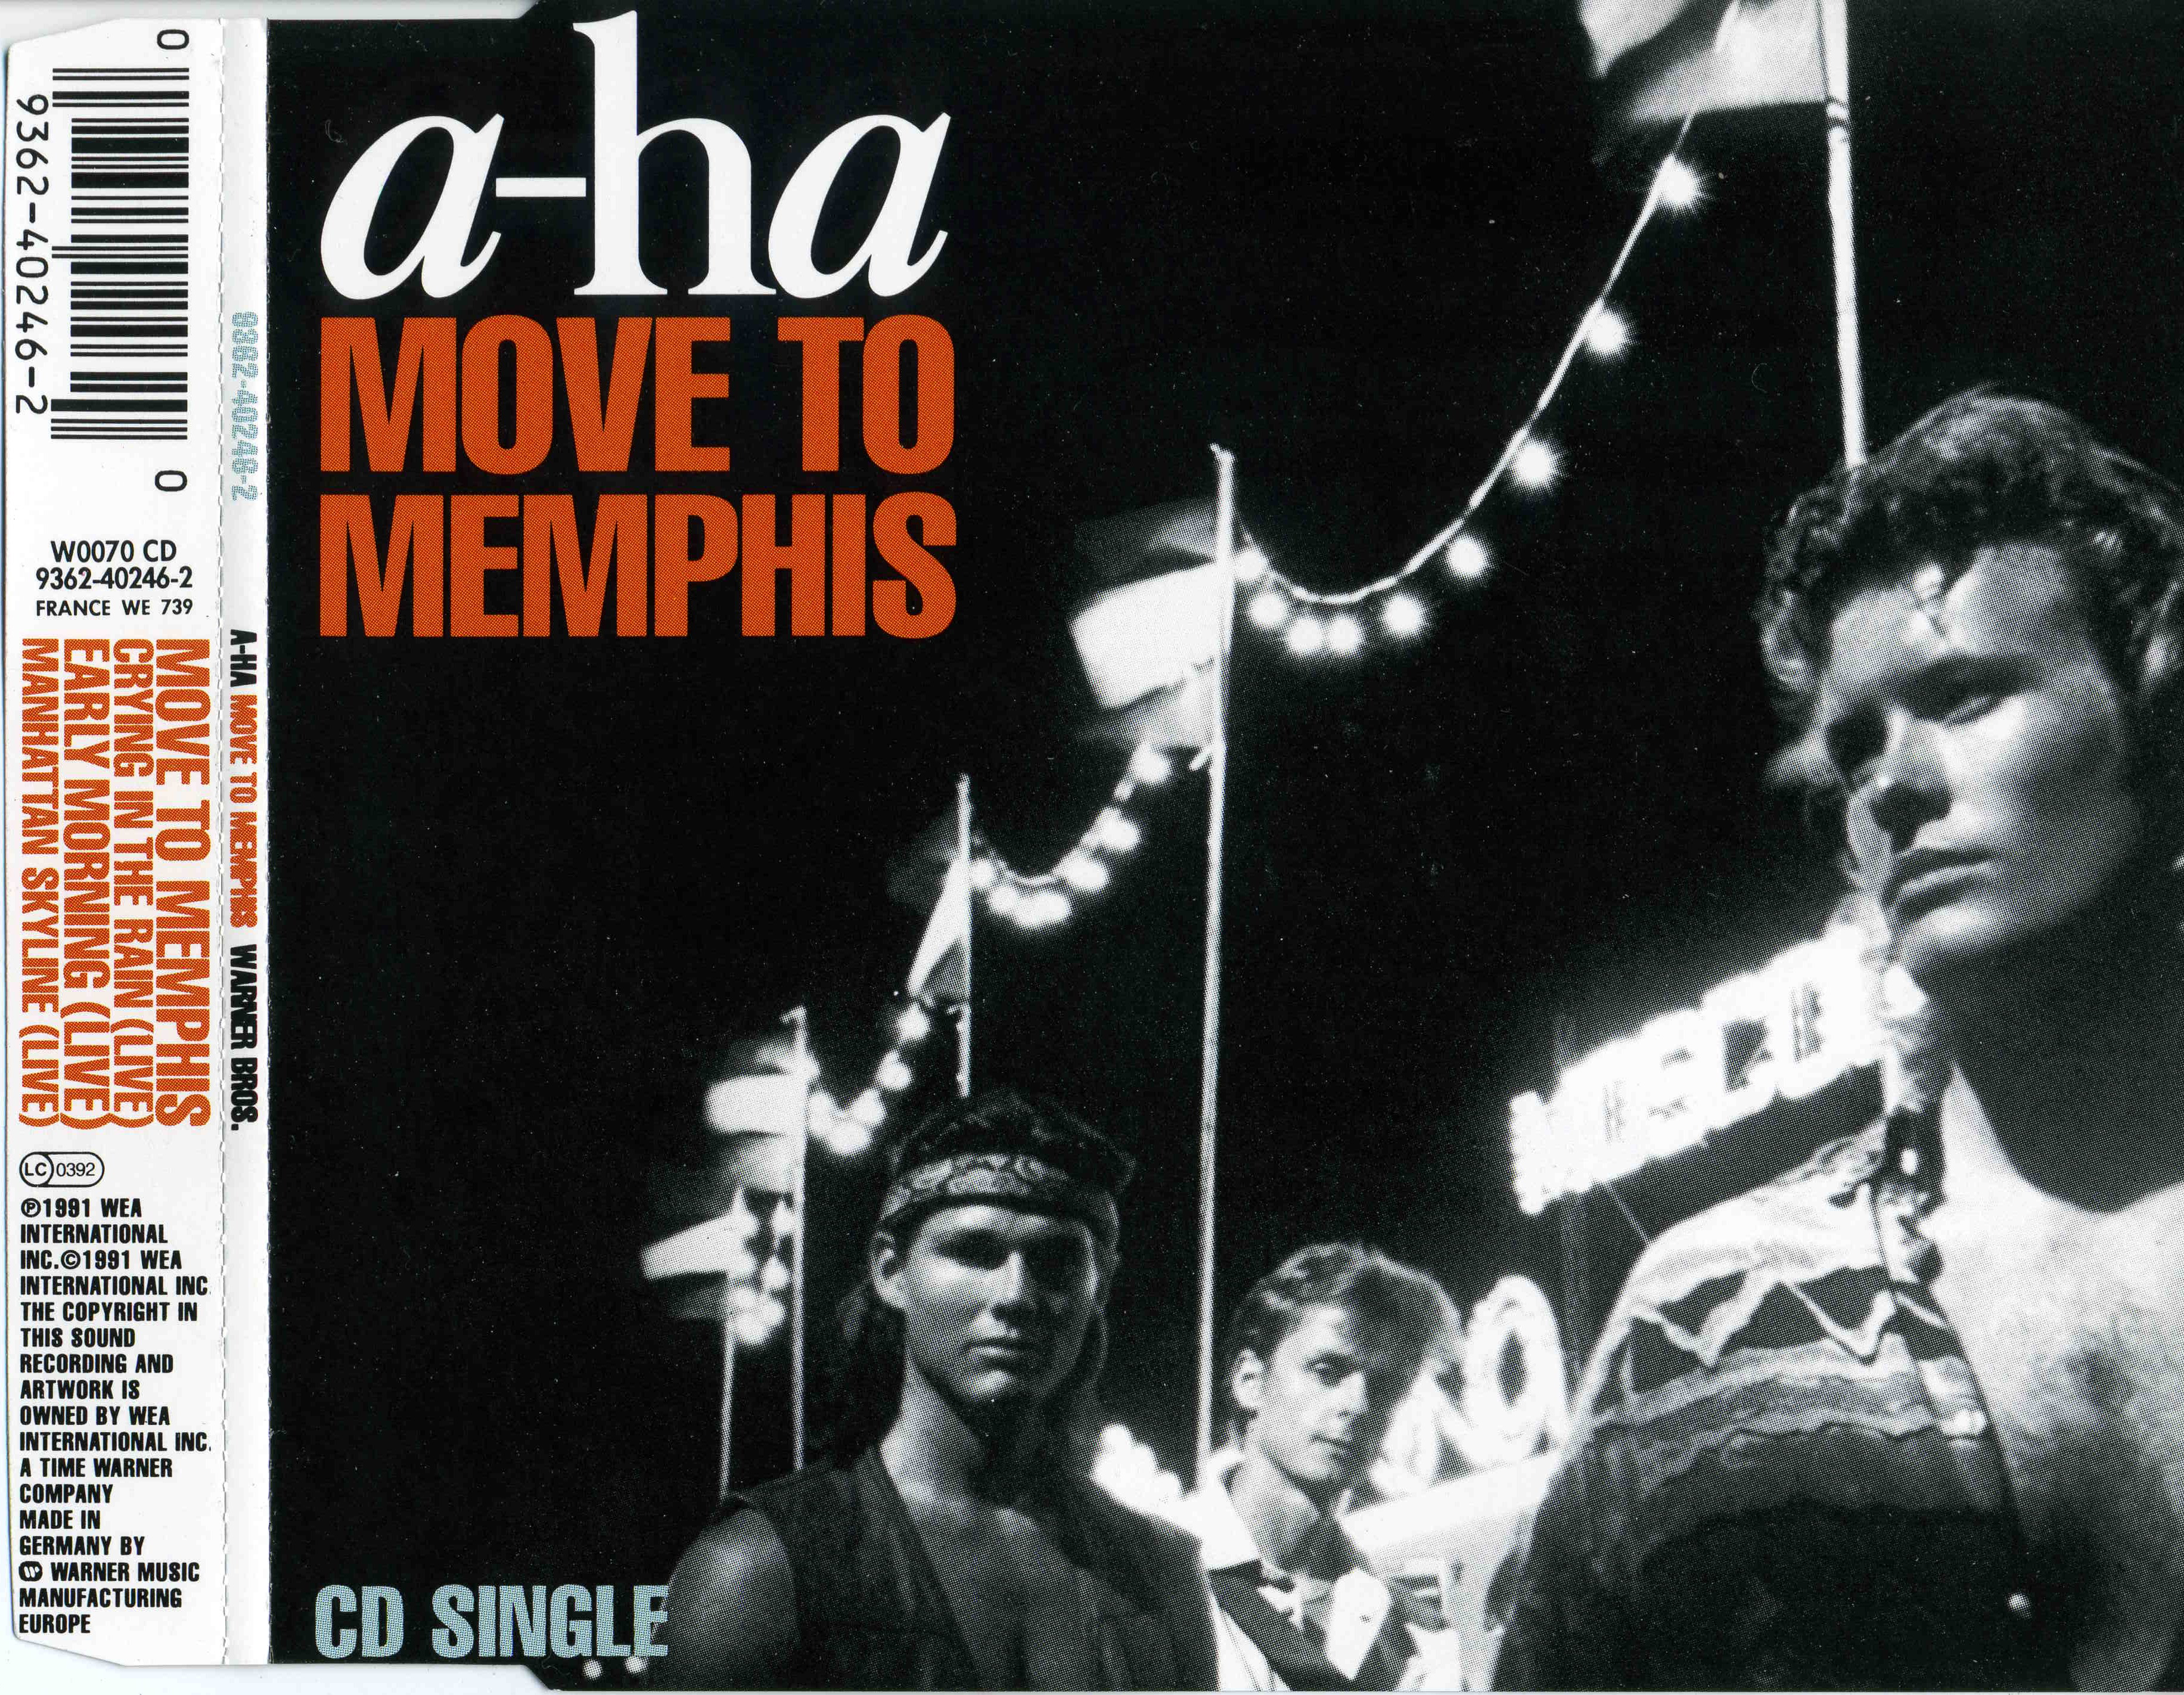 0
9362-40246-2
0
W0070 CD
9362-40246-2
FRANCE WE 739
MOVE TO MEMPHIS
CRYING IN THE RAIN (LIVE)
EARLY MORNING (LIVE)
MANHATTAN SKYLINE (LIVE)
LC 0392
℗1991 WEA
INTERNATIONAL
INC.©1991 WEA
INTERNATIONAL INC.
THE COPYRIGHT IN
THIS SOUND
RECORDING AND
ARTWORK IS
OWNED BY WEA
INTERNATIONAL INC.
A TIME WARNER
COMPANY
MADE IN
GERMANY BY
WARNER MUSIC
MANUFACTURING
EUROPE
9362-40246-2
A-HA MOVE TO MEMPHIS WARNER BROS.
a-ha
MOVE TO
MEMPHIS
CD SINGLE